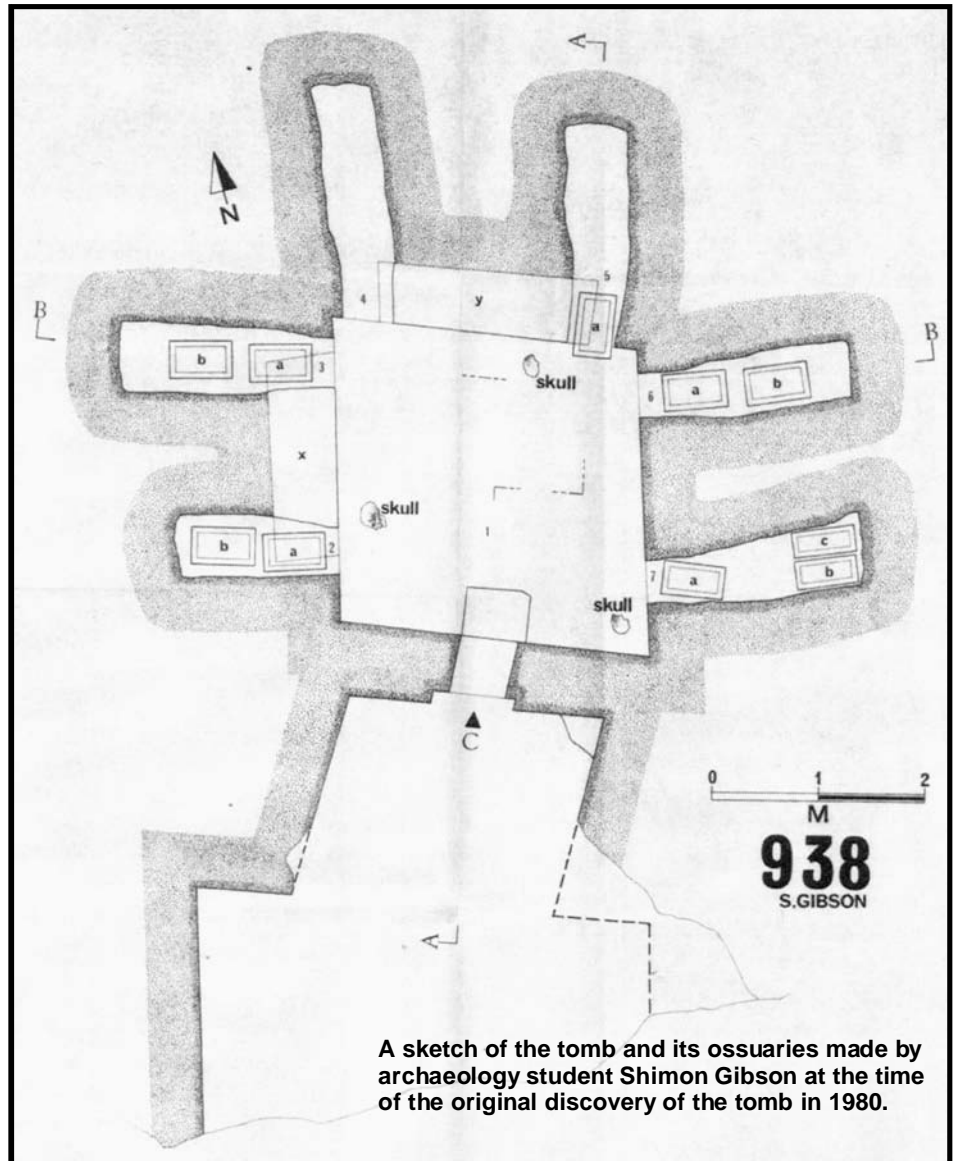 A
N
B
B
4
y
5
a
b
a
3
skull
6
a
b
x
skull
1
b
a
2
c
7
a
b
skull
C
0 1 2
M
938
S.GIBSON
A
A sketch of the tomb and its ossuaries made by
archaeology student Shimon Gibson at the time
of the original discovery of the tomb in 1980.